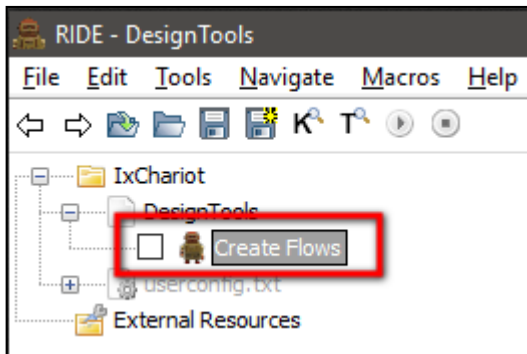 RIDE - DesignTools
File Edit Tools Navigate Macros Help
K T
IxChariot
DesignTools
Create Flows
userconfig.txt
External Resources